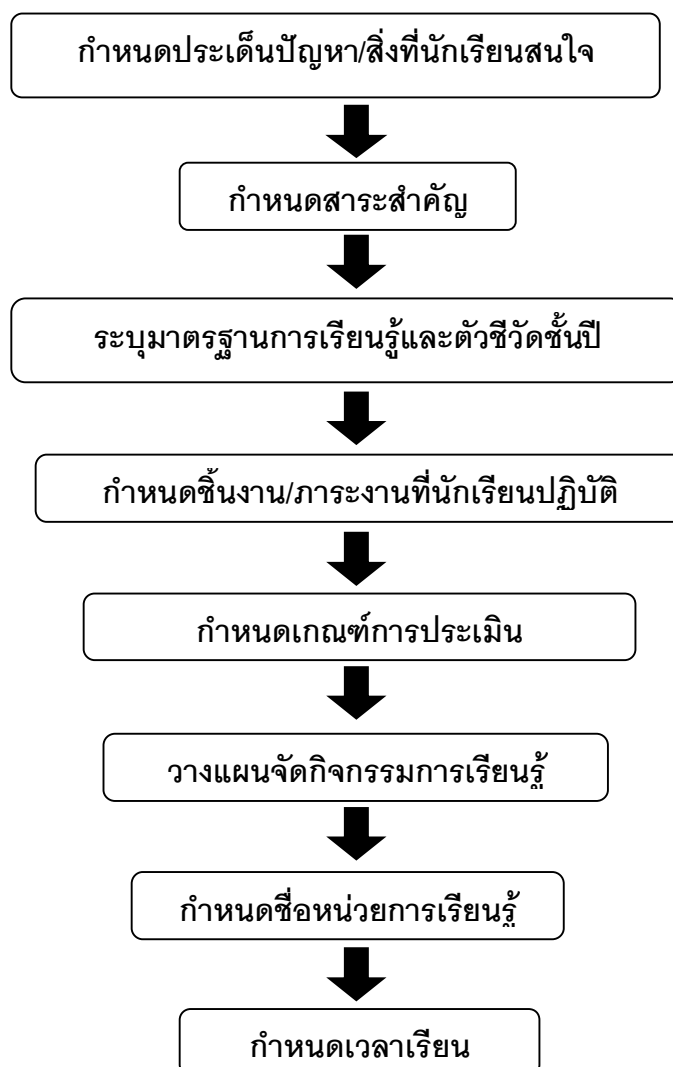 กำหนดประเด็นปัญหา/สิ่งที่นักเรียนสนใจ
กำหนดสาระสำคัญ
ระบุมาตรฐานการเรียนรู้และตัวชี้วัดชั้นปี
กำหนดชิ้นงาน/ภาระงานที่นักเรียนปฏิบัติ
กำหนดเกณฑ์การประเมิน
วางแผนจัดกิจกรรมการเรียนรู้
กำหนดชื่อหน่วยการเรียนรู้
กำหนดเวลาเรียน